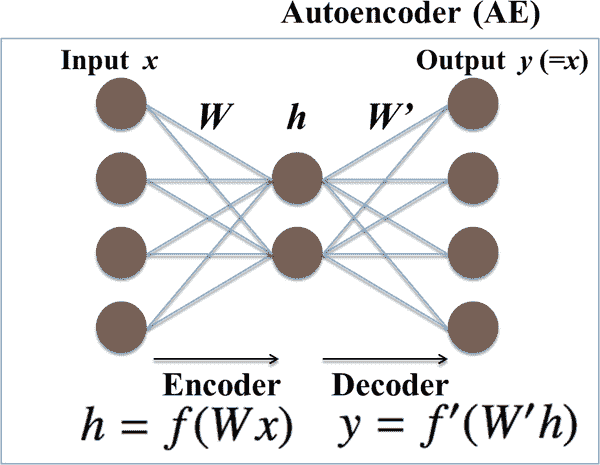 Autoencoder (AE)
Input x
Output y (=x)
W
h
W’
Encoder
Decoder
h = f(Wx)
y = f′(W′h)